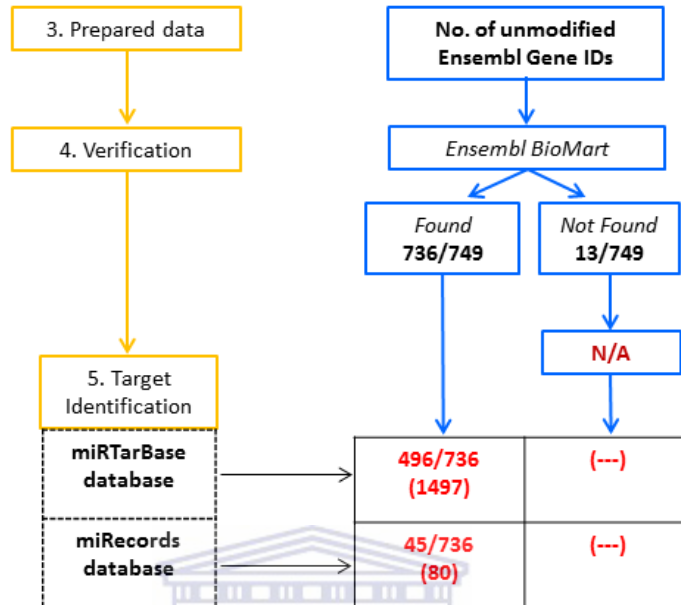 3. Prepared data
No. of unmodified
Ensembl Gene IDs
4. Verification
Ensembl BioMart
Found
736/749
Not Found
13/749
N/A
5. Target
Identification
miRTarBase
database
496/736
(1497)
(---)
miRecords
database
45/736
(80)
(---)